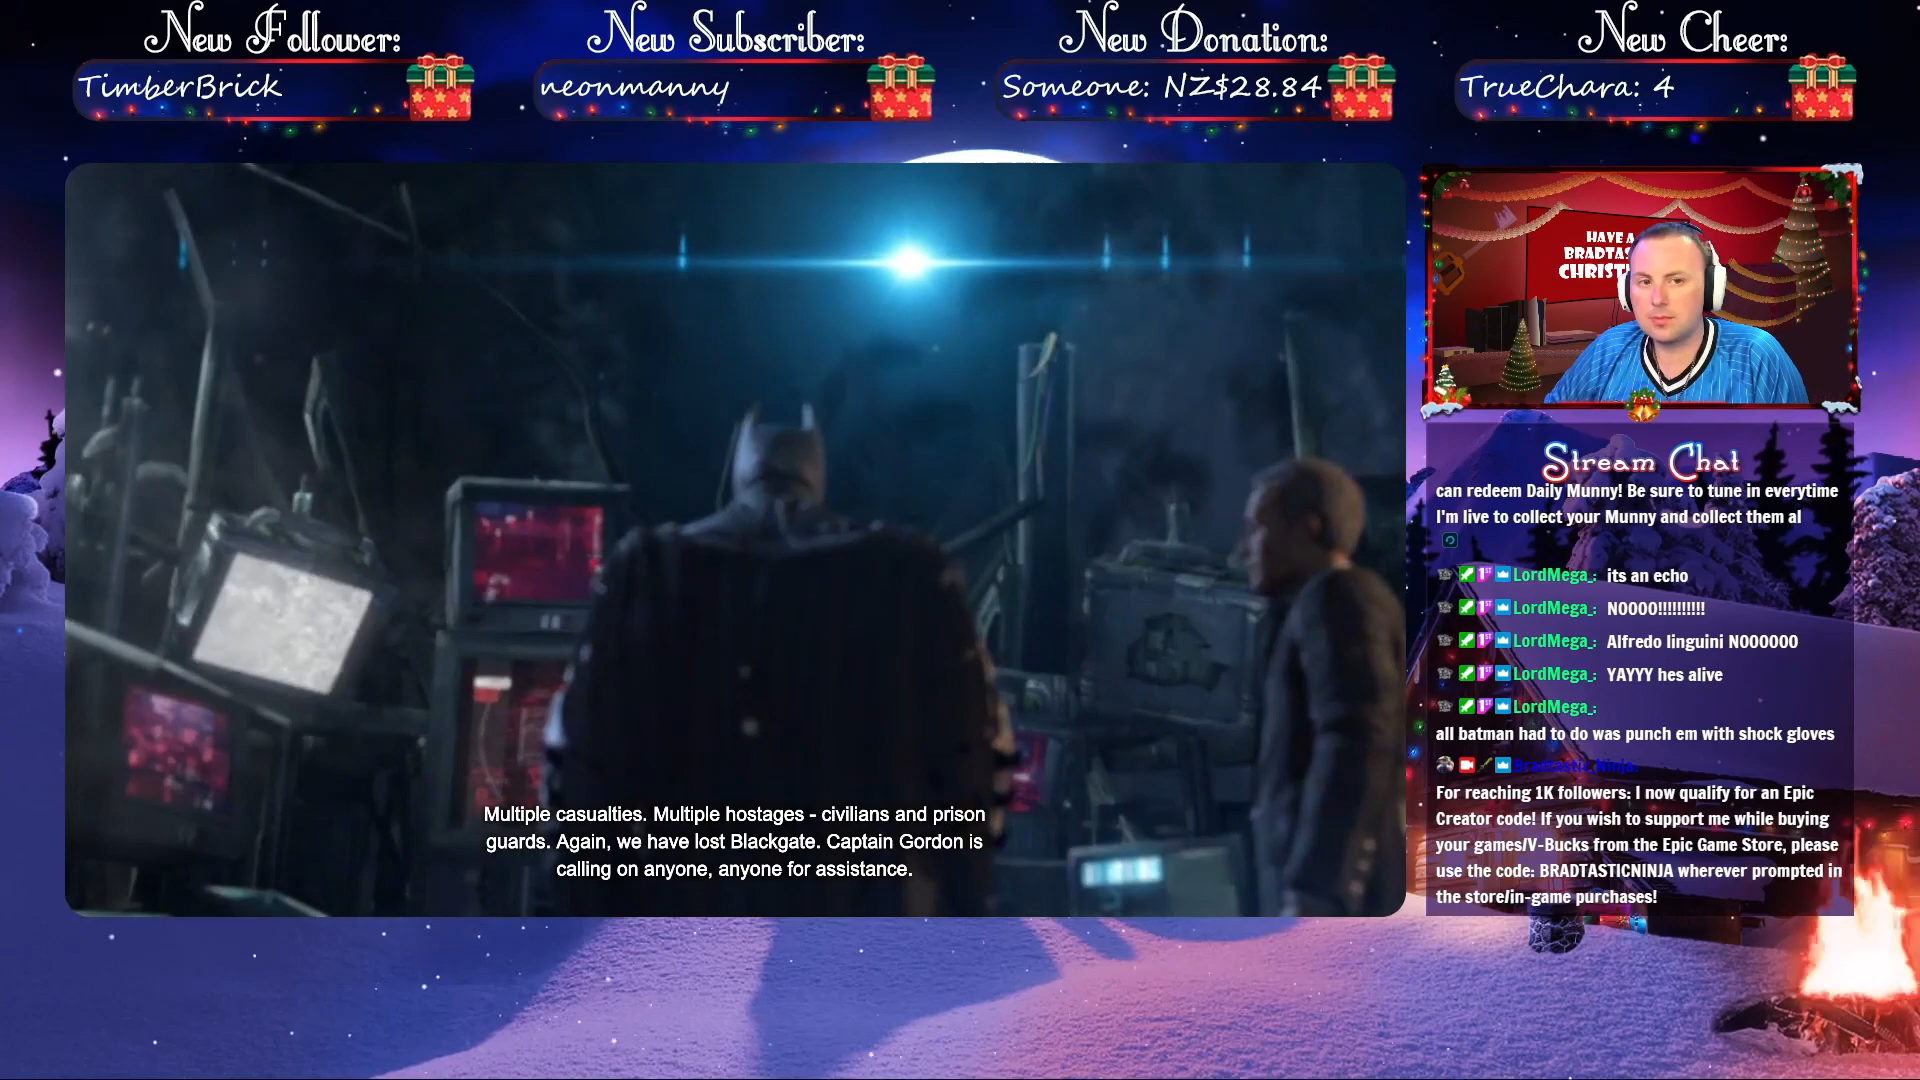 New Follower:
New Subscriber:
New Donation:
New Cheer:
TimberBrick
neonmanny
Someone: NZ$28.84
TrueChara: 4
HAVE A
CHRIST
Stream Chat
can redeem Daily Munny! Be sure to tune in everytime
I'm live to collect your Munny and collect them al
LordMega_: its an echo
LordMega_: NOOOO!!!!!!!!!!
LordMega_: Alfredo linguini NOOOOOO
LordMega_: YAYYY hes alive
LordMega_:
all batman had to do was punch em with shock gloves
Bradtastic_Ninja:
For reaching 1K followers: I now qualify for an Epic
Creator code! If you wish to support me while buying
your games/V-Bucks from the Epic Game Store, please
use the code: BRADTASTICNINJA wherever prompted in
the store/in-game purchases!
Multiple casualties. Multiple hostages - civilians and prison
guards. Again, we have lost Blackgate. Captain Gordon is
calling on anyone, anyone for assistance.